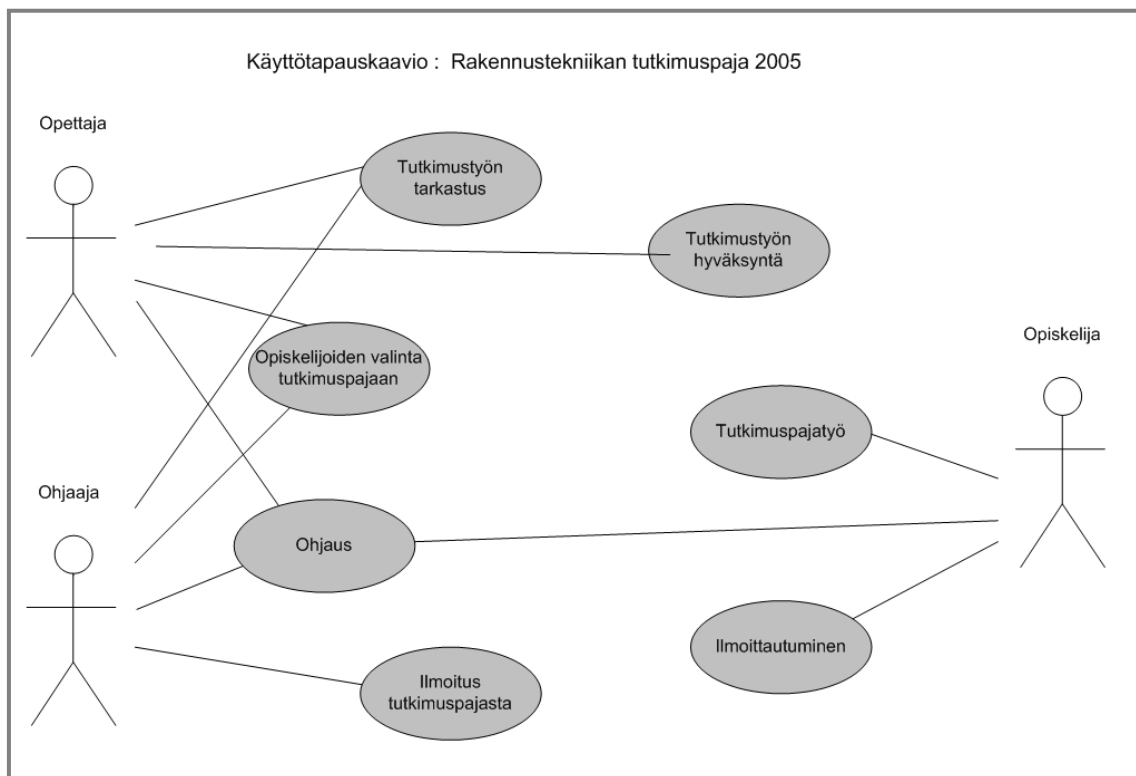 Käyttötapauskaavio : Rakennustekniikan tutkimuspaja 2005
Opettaja
Tutkimustyön
tarkastus
Tutkimustyön
hyväksyntä
Opiskelijoiden valinta
tutkimuspajaan
Opiskelija
Tutkimuspajatyö
Ohjaaja
Ohjaus
Ilmoittautuminen
Ilmoitus
tutkimuspajasta